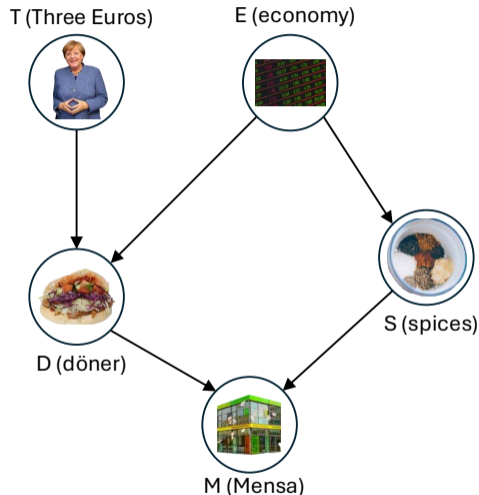 T (Three Euros)
E (economy)
S (spices)
D (döner)
M (Mensa)